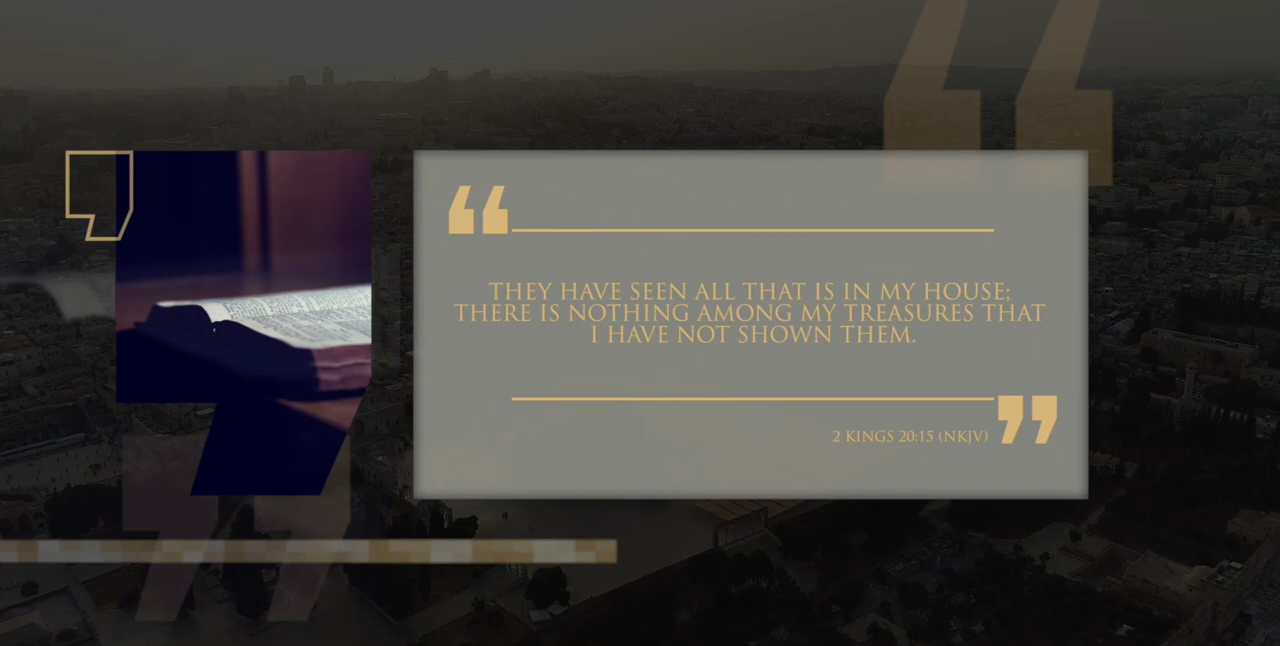 “
THEY HAVE SEEN ALL THAT IS IN MY HOUSE;
THERE IS NOTHING AMONG MY TREASURES THAT
I HAVE NOT SHOWN THEM.
”
2 KINGS 20:15 (NKJV)